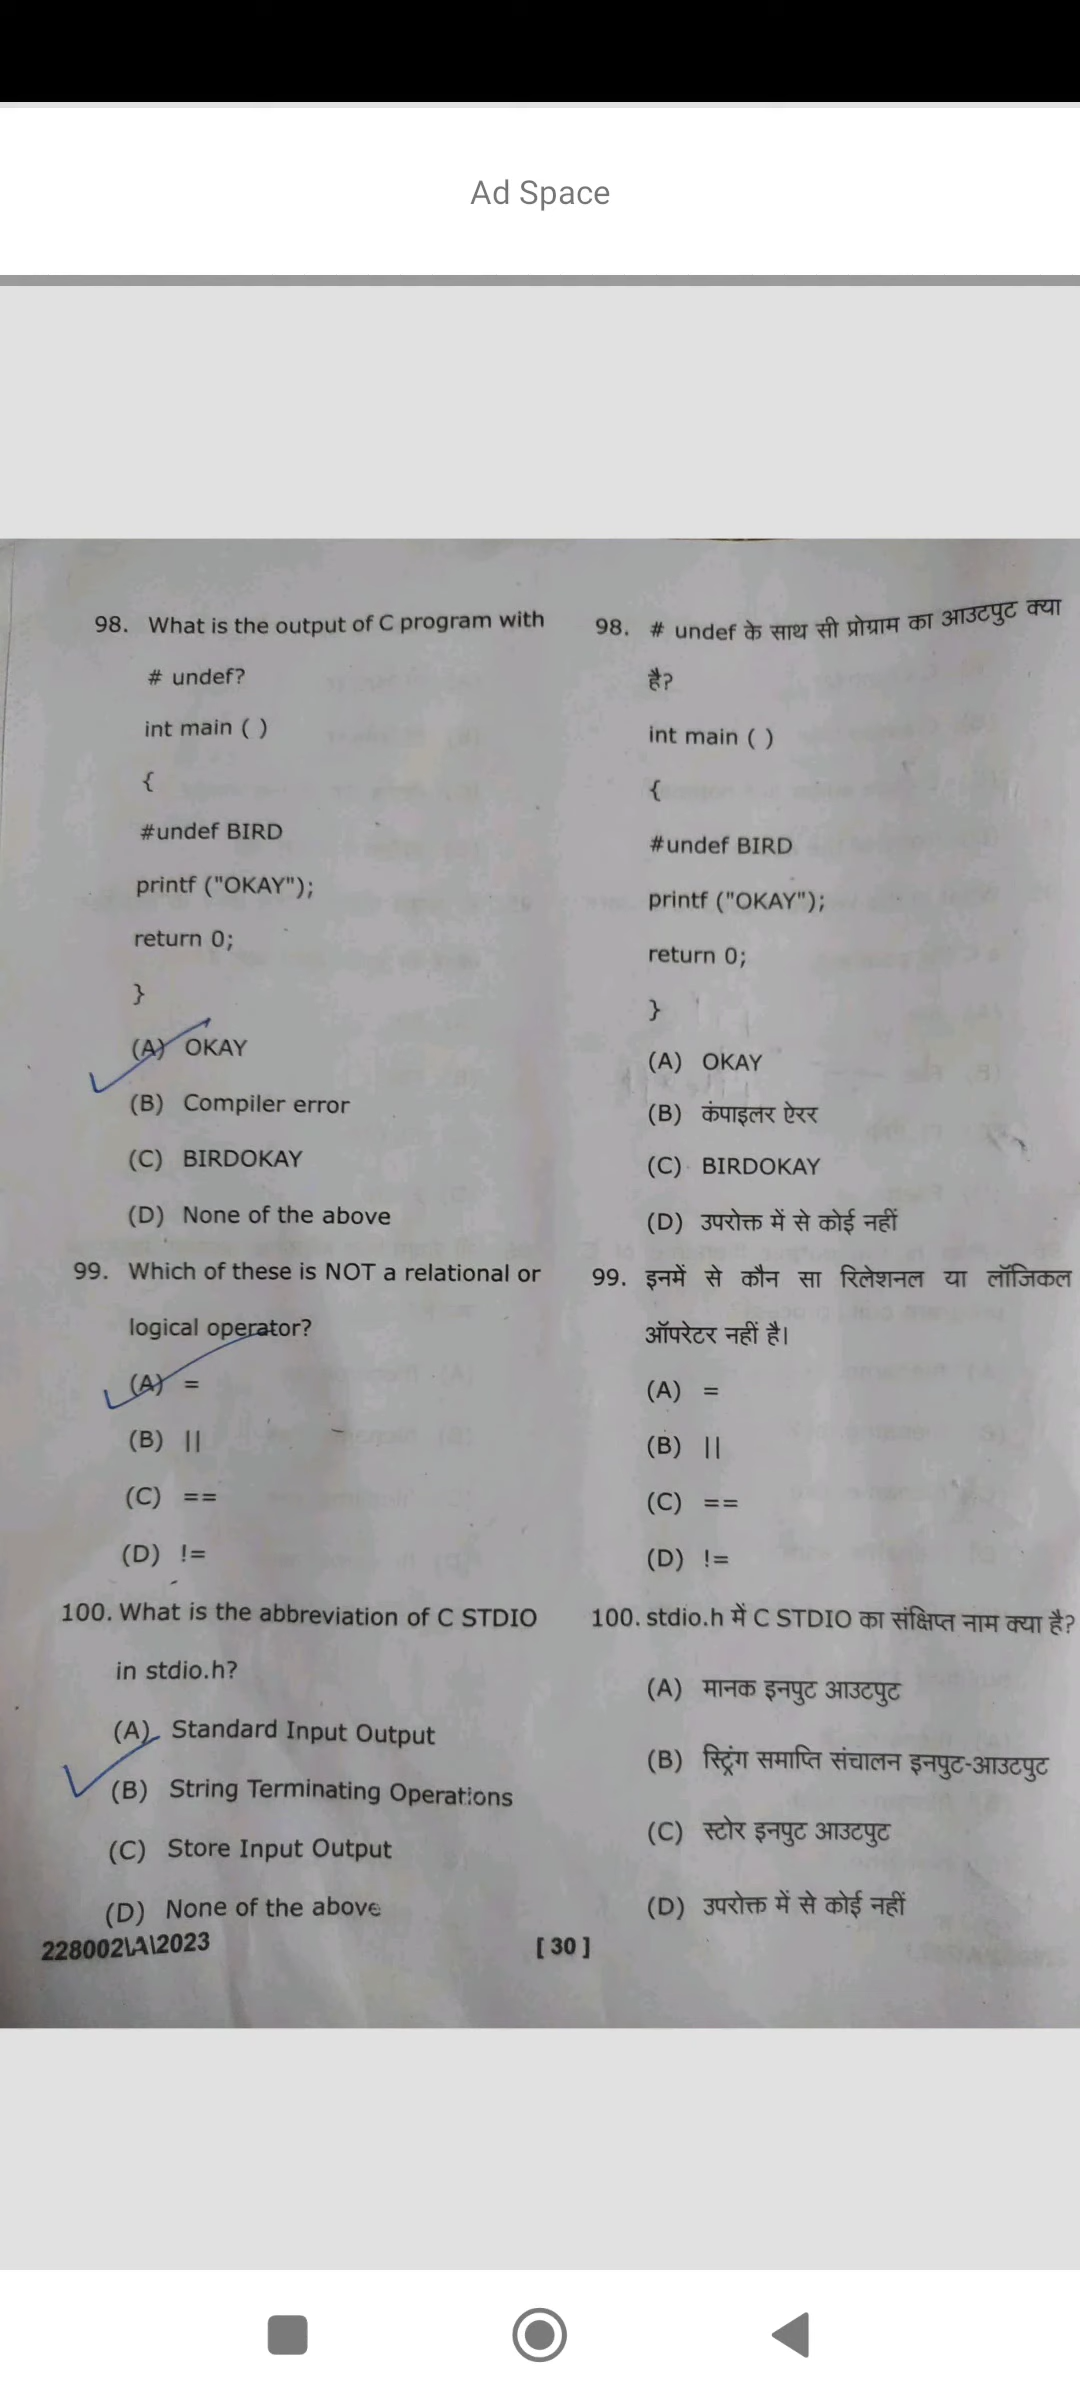 Ad Space
98. What is the output of C program with
# undef?
int main ( )
{
#undef BIRD
printf ("OKAY");
return 0;
}
(A) OKAY
(B) Compiler error
(C) BIRDOKAY
(D) None of the above
99. Which of these is NOT a relational or
logical operator?
(A) =
(B) ||
(C) ==
(D) !=
100. What is the abbreviation of C STDIO
in stdio.h?
(A) Standard Input Output
(B) String Terminating Operations
(C) Store Input Output
(D) None of the above
98. # undef के साथ सी प्रोग्राम का आउटपुट क्या
है?
int main ( )
{
#undef BIRD
printf ("OKAY");
return 0;
}
(A) OKAY
(B) कंपाइलर ऐरर
(C) BIRDOKAY
(D) उपरोक्त में से कोई नहीं
99. इनमें से कौन सा रिलेशनल या लॉजिकल
ऑपरेटर नहीं है।
(A) =
(B) ||
(C) ==
(D) !=
100. stdio.h में C STDIO का संक्षिप्त नाम क्या है?
(A) मानक इनपुट आउटपुट
(B) स्ट्रिंग समाप्ति संचालन इनपुट-आउटपुट
(C) स्टोर इनपुट आउटपुट
(D) उपरोक्त में से कोई नहीं
228002\A\2023
[ 30 ]